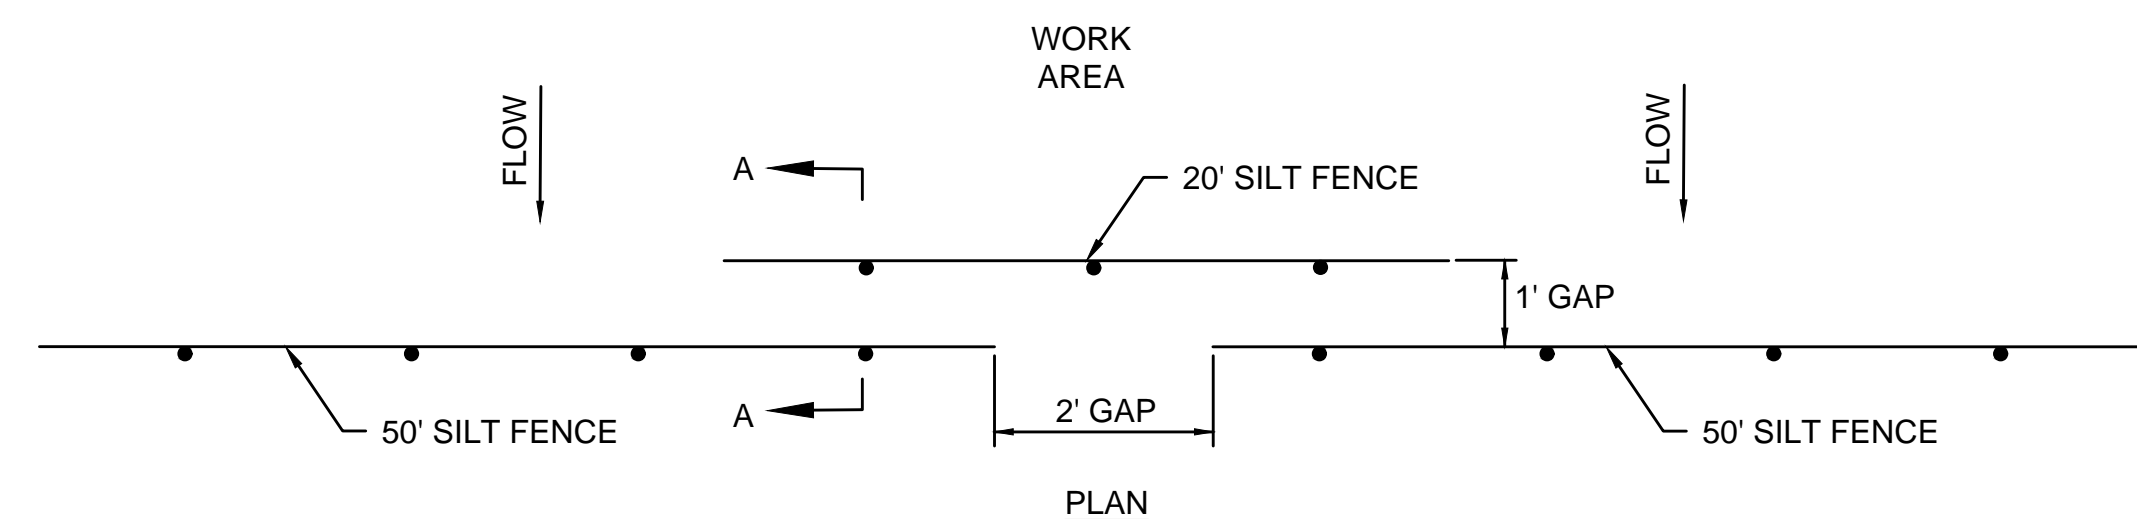 WORK
AREA
FLOW
FLOW
A
20' SILT FENCE
1' GAP
A
2' GAP
50' SILT FENCE
50' SILT FENCE
PLAN